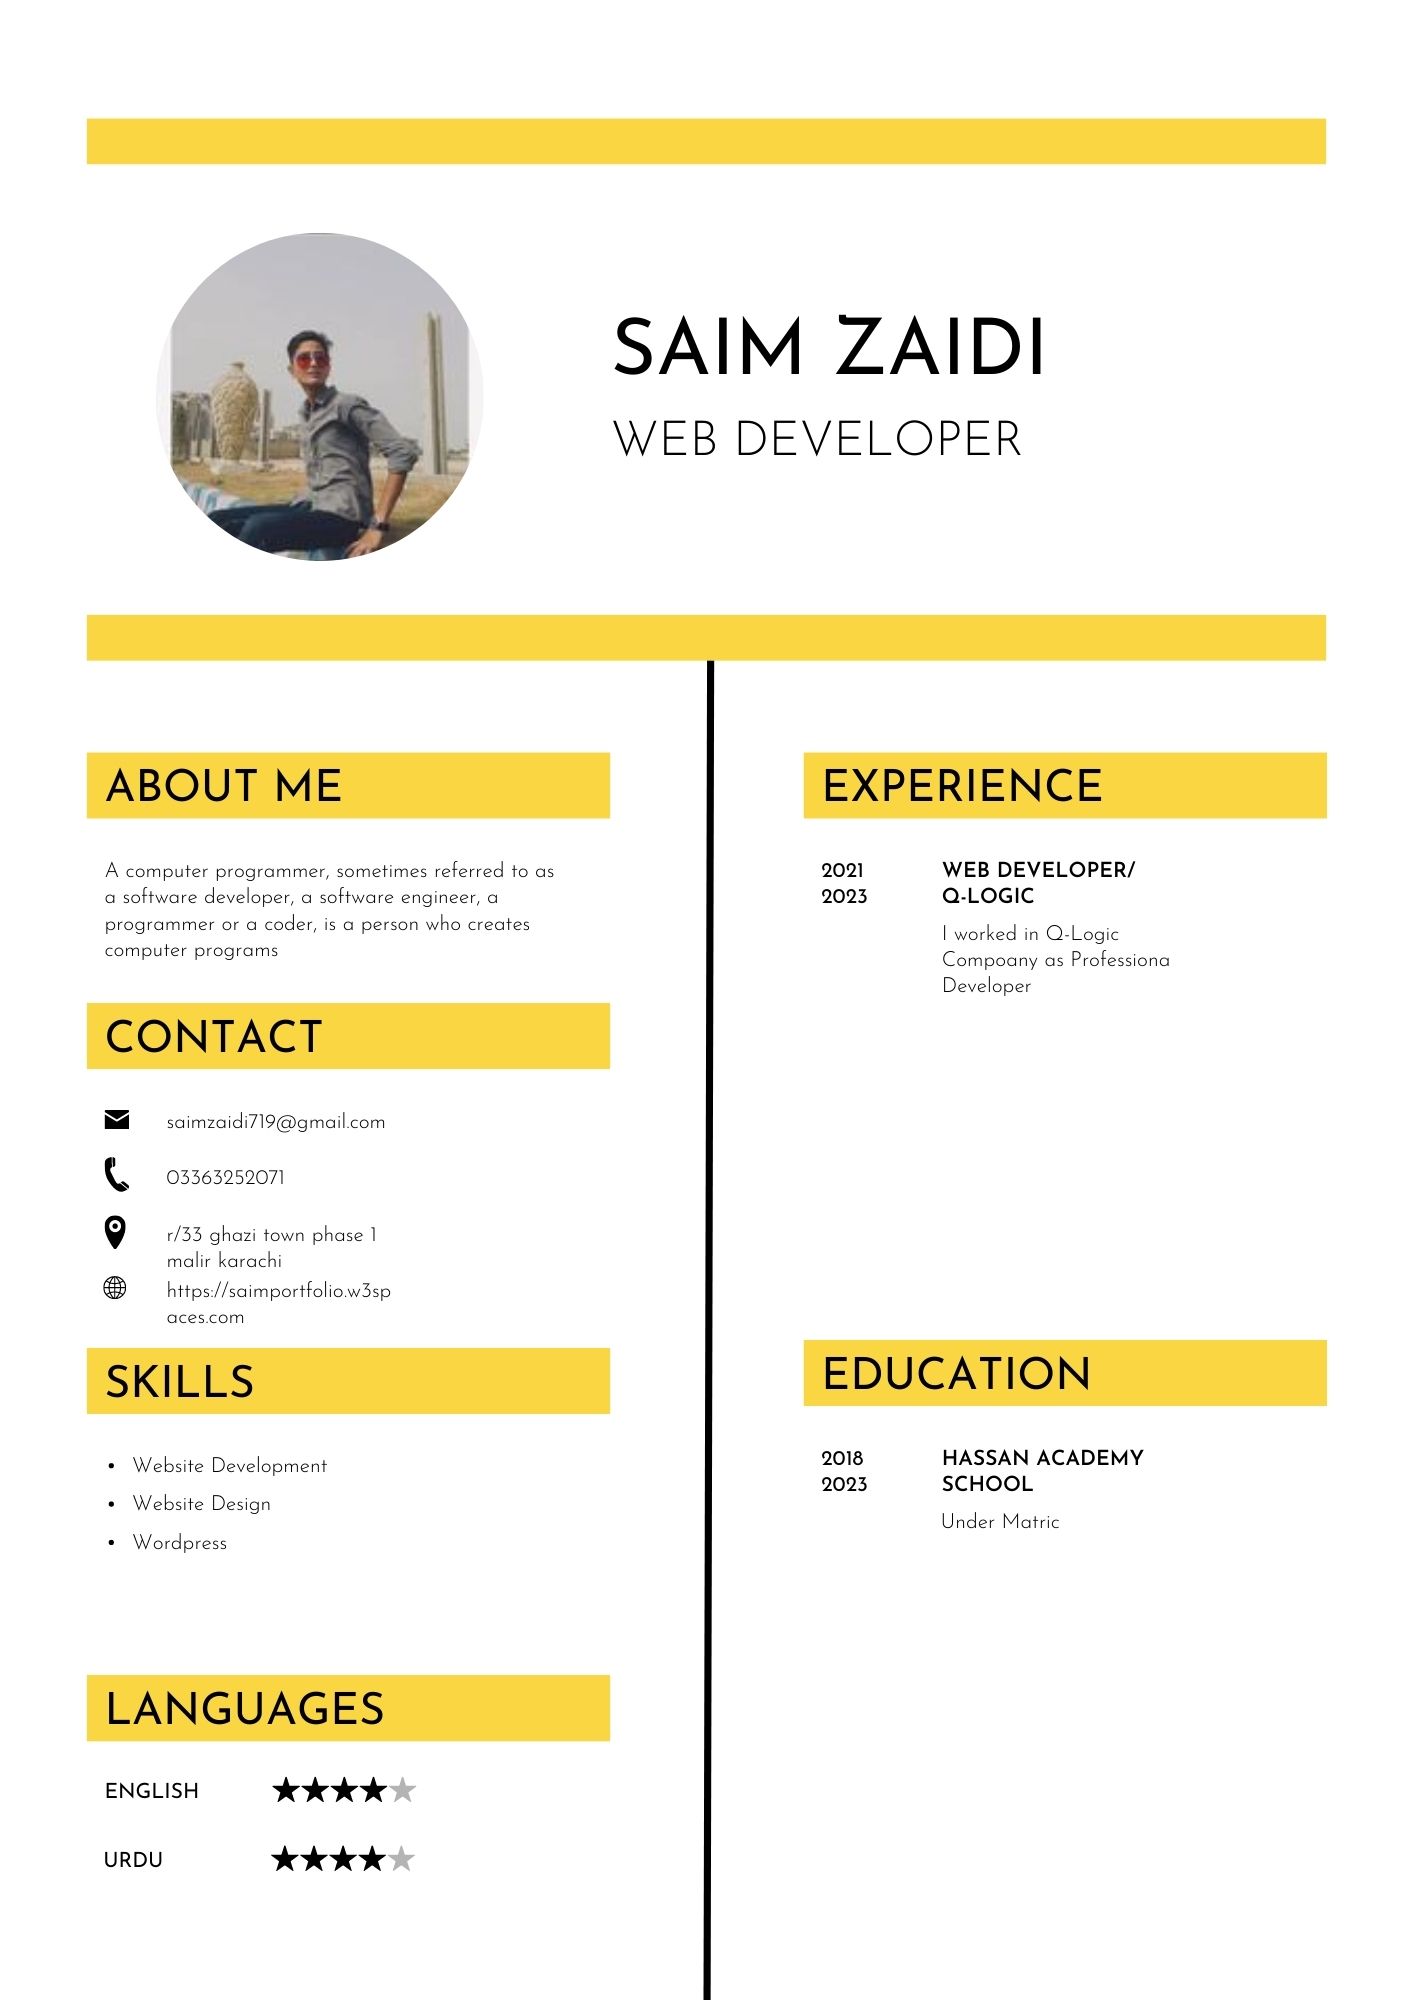 SAIM ZAIDI
WEB DEVELOPER
ABOUT ME
A computer programmer, sometimes referred to as
a software developer, a software engineer, a
programmer or a coder, is a person who creates
computer programs
CONTACT
saimzaidi719@gmail.com
03363252071
r/33 ghazi town phase 1
malir karachi
https://saimportfolio.w3sp
aces.com
SKILLS
• Website Development
• Website Design
• Wordpress
LANGUAGES
ENGLISH
URDU
EXPERIENCE
2021
2023
WEB DEVELOPER/
Q-LOGIC
I worked in Q-Logic
Compoany as Professiona
Developer
EDUCATION
2018
2023
HASSAN ACADEMY
SCHOOL
Under Matric